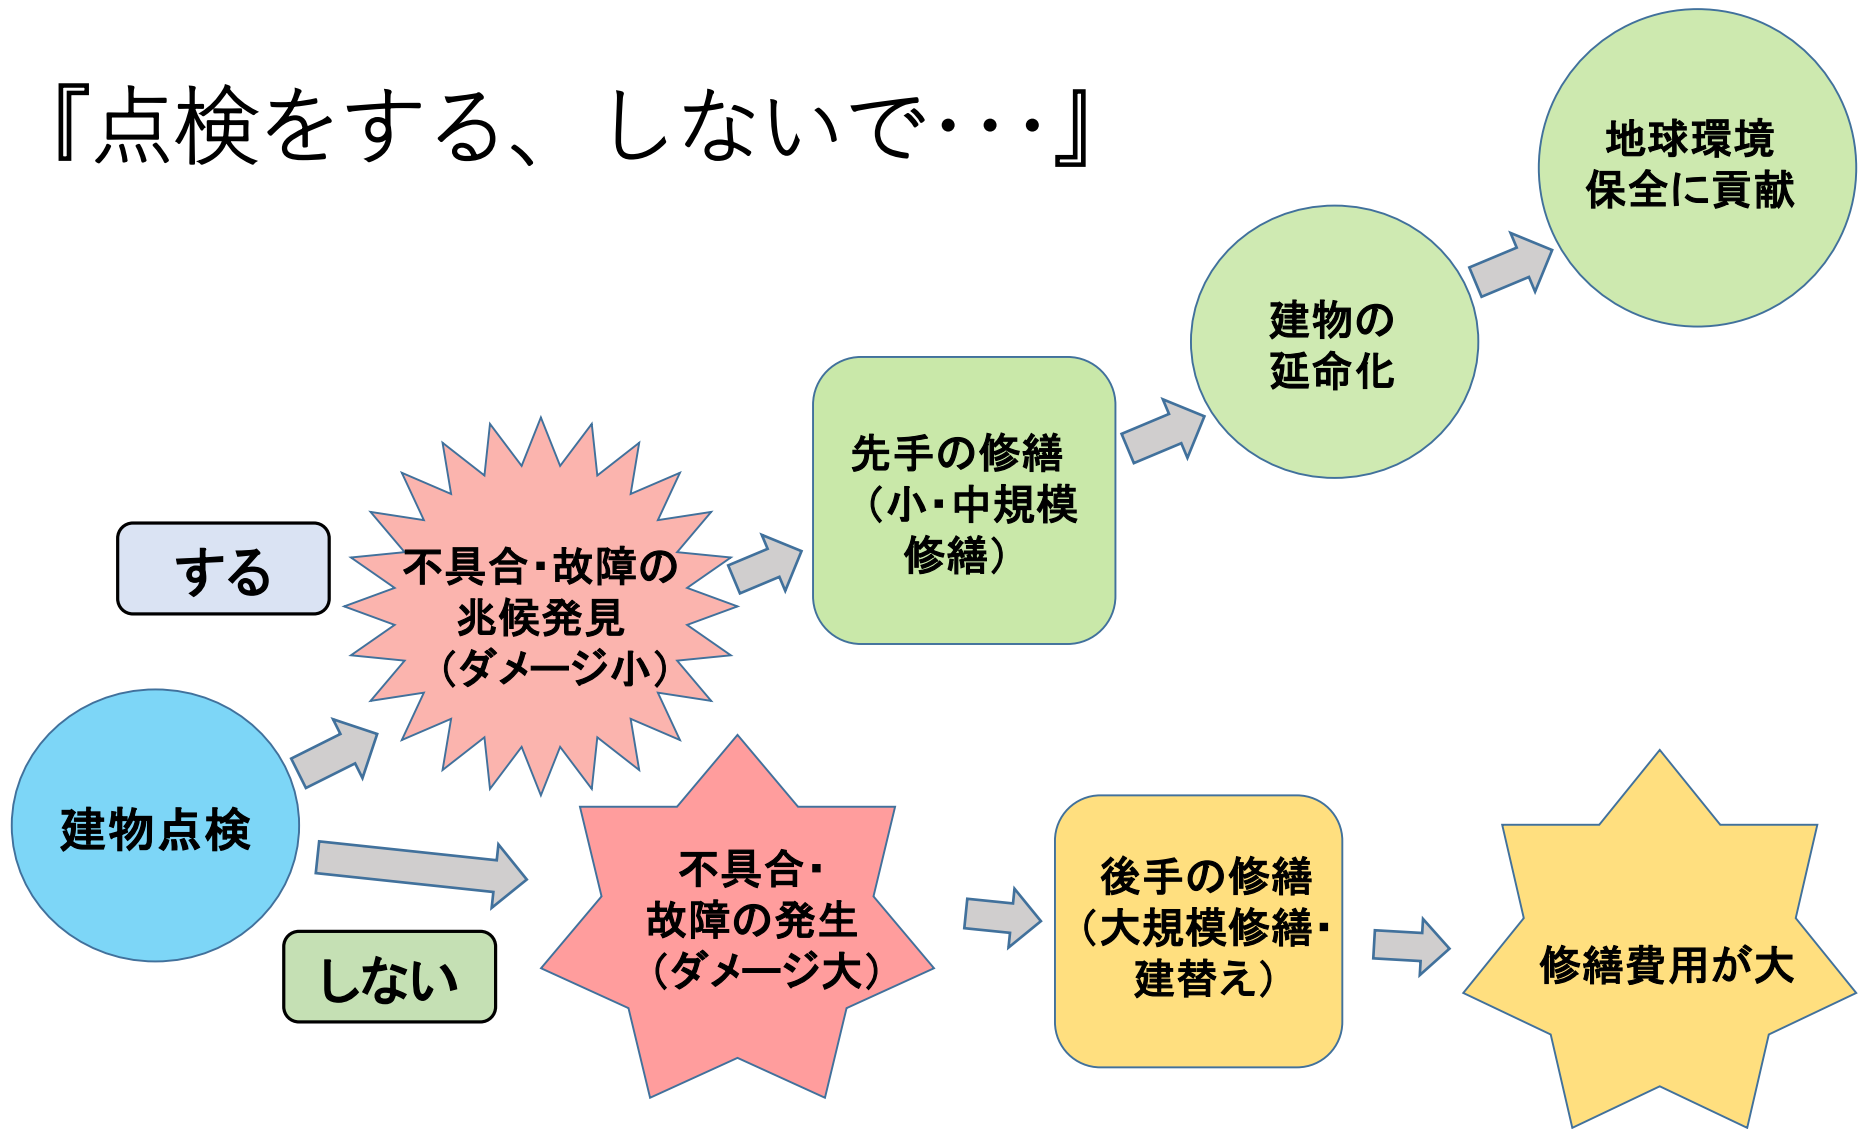 『点検をする、しないで・・・』
地球環境
保全に貢献
建物の
延命化
先手の修繕
（小・中規模
修繕）
する
不具合・故障の
兆候発見
（ダメージ小）
建物点検
しない
不具合・
故障の発生
（ダメージ大）
後手の修繕
（大規模修繕・
建替え）
修繕費用が大